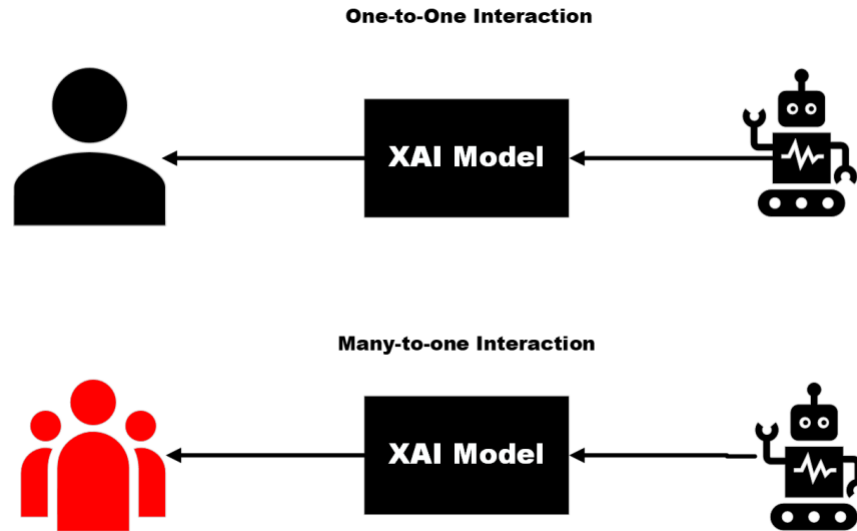 One-to-One Interaction
XAI Model
Many-to-one Interaction
XAI Model